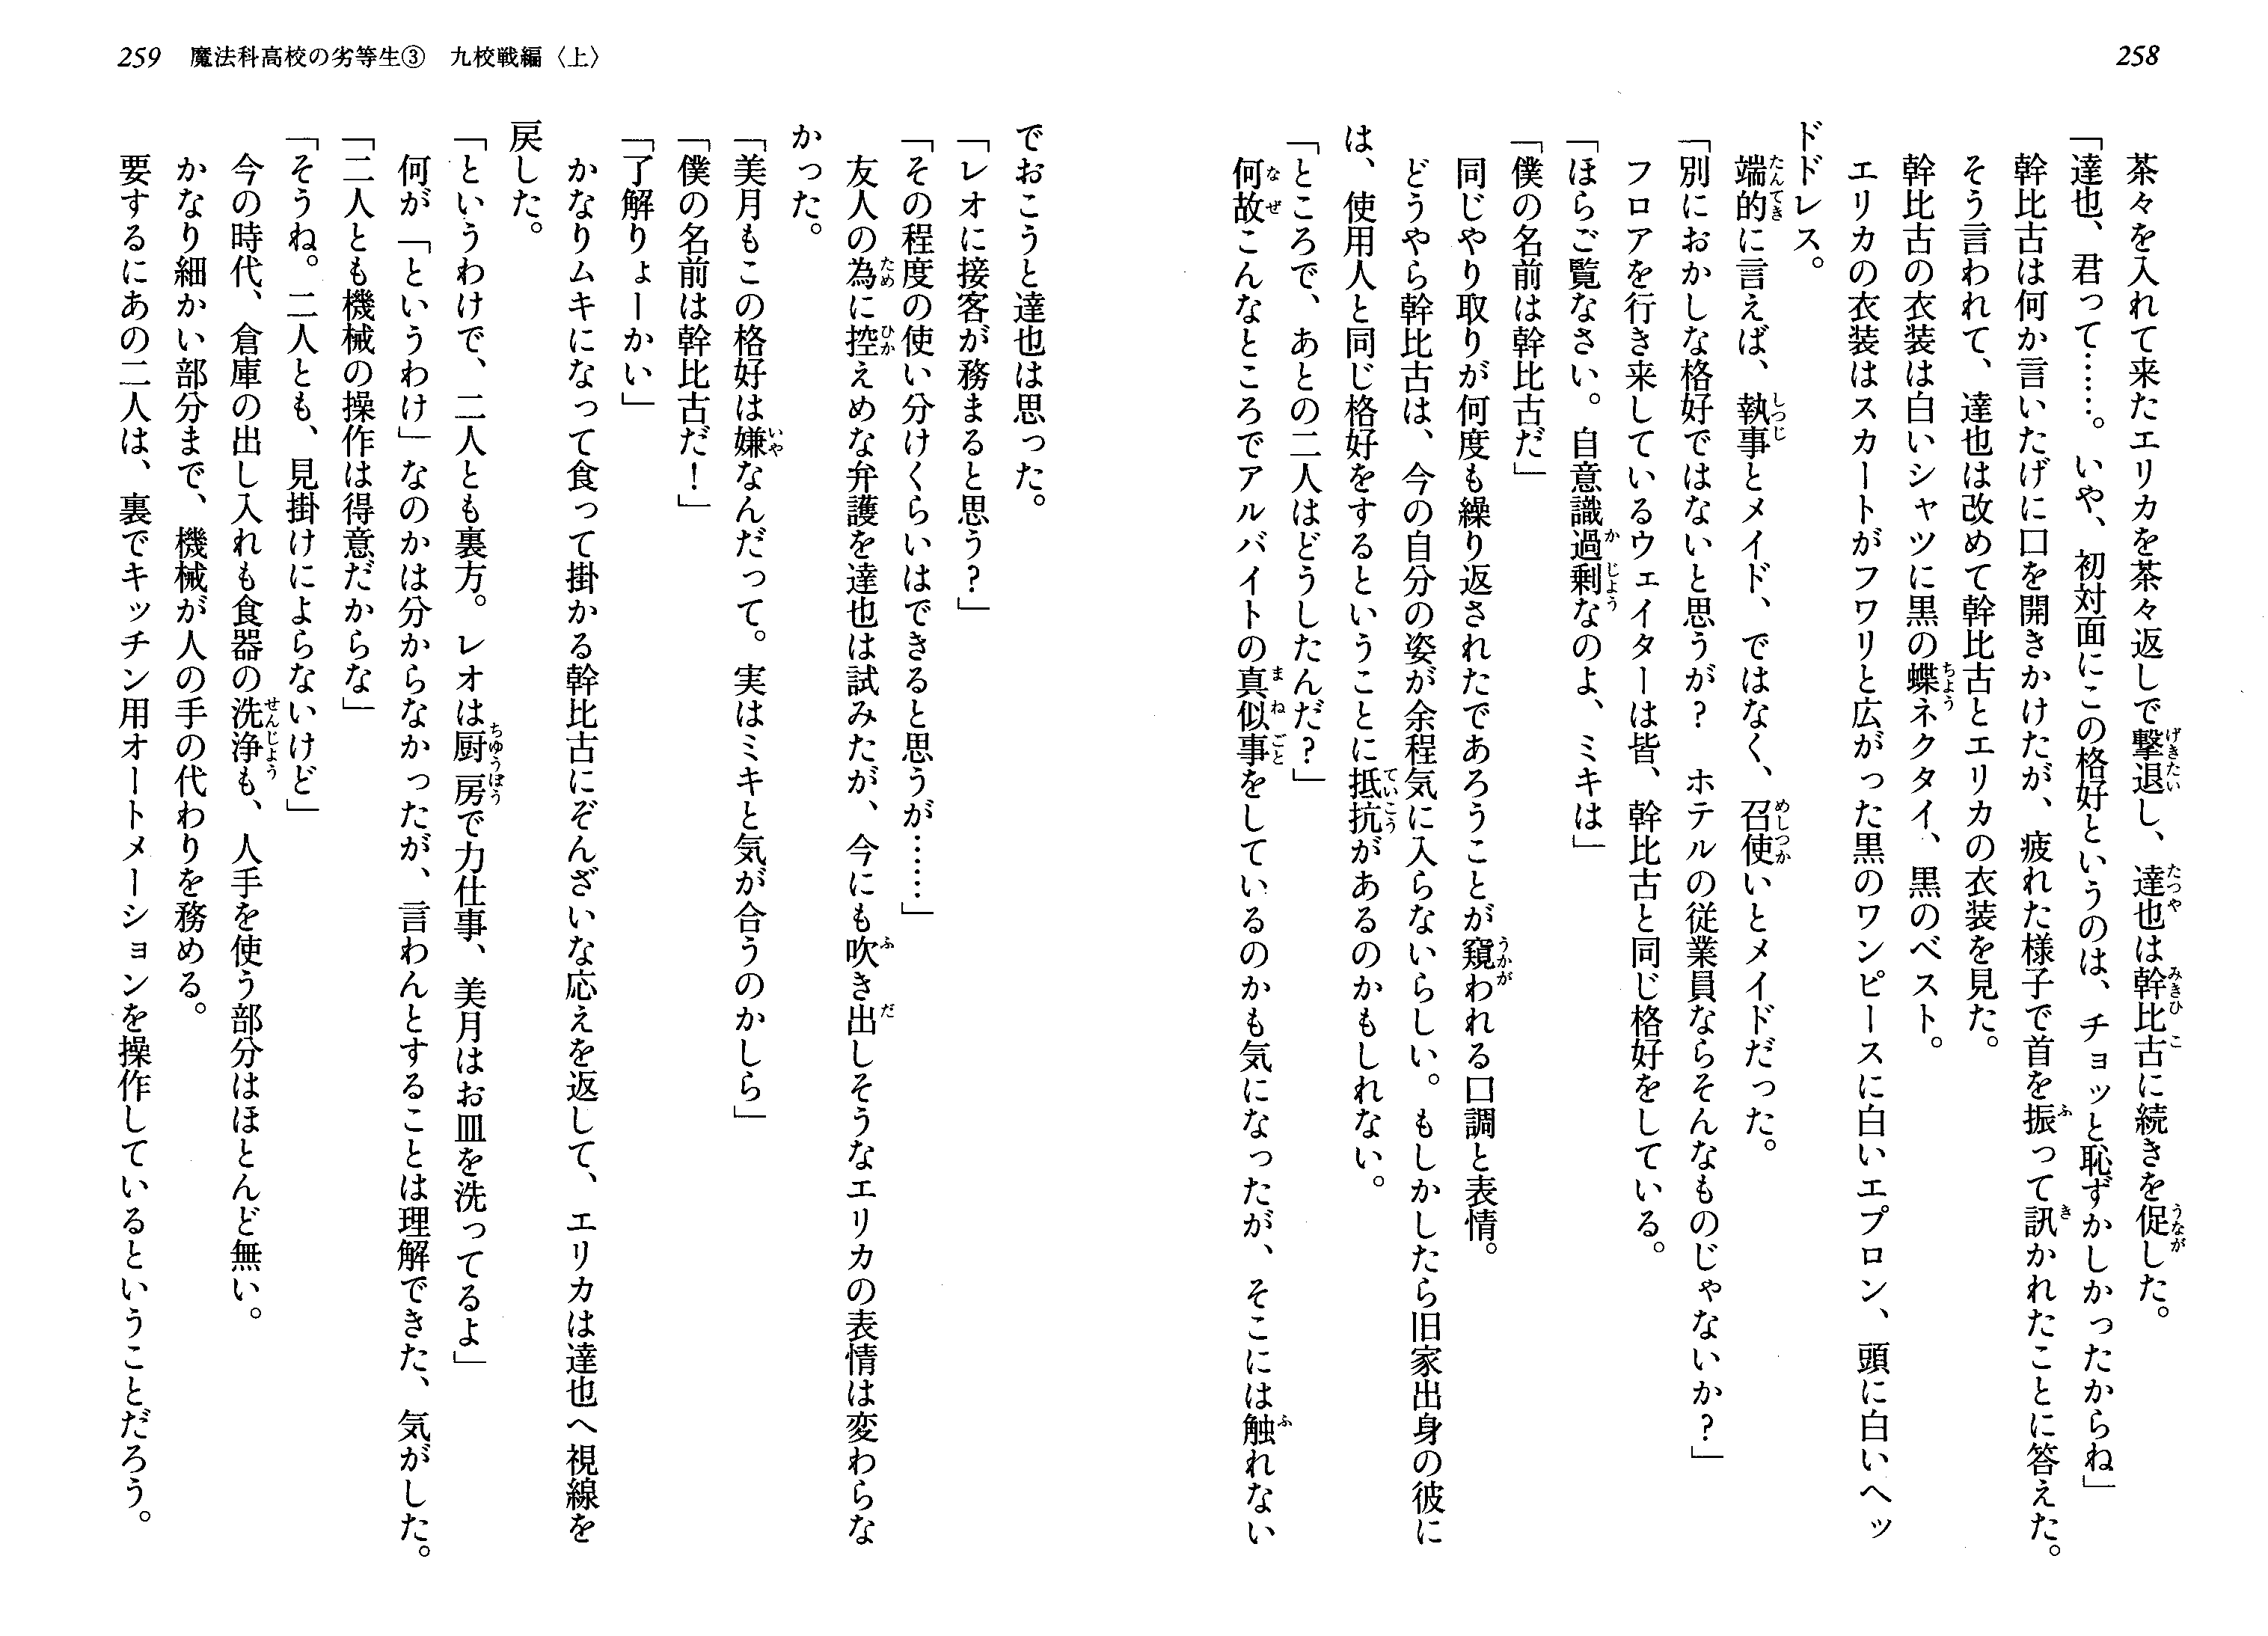 258
茶々を入れて来たエリカを茶々返しで撃退し、達也は幹比古に続きを促した。
「達也、君って……。いや、初対面にこの格好というのは、チョッと恥ずかしかったからね」
幹比古は何か言いたげに口を開きかけたが、疲れた様子で首を振って訊かれたことに答えた。
そう言われて、達也は改めて幹比古とエリカの衣装を見た。
幹比古の衣装は白いシャツに黒の蝶ネクタイ、黒のベスト。
エリカの衣装はスカートがフワリと広がった黒のワンピースに白いエプロン、頭に白いヘッ
ドドレス。
端的に言えば、執事とメイド、ではなく、召使いとメイドだった。
「別におかしな格好ではないと思うが？　ホテルの従業員ならそんなものじゃないか？」
フロアを行き来しているウェイターは皆、幹比古と同じ格好をしている。
「ほらご覧なさい。自意識過剰なのよ、ミキは」
「僕の名前は幹比古だ」
同じやり取りが何度も繰り返されたであろうことが窺われる口調と表情。
どうやら幹比古は、今の自分の姿が余程気に入らないらしい。もしかしたら旧家出身の彼に
は、使用人と同じ格好をするということに抵抗があるのかもしれない。
「ところで、あとの二人はどうしたんだ？」
何故こんなところでアルバイトの真似事をしているのかも気になったが、そこには触れない
259　魔法科高校の劣等生③　九校戦編〈上〉
でおこうと達也は思った。
「レオに接客が務まると思う？」
「その程度の使い分けくらいはできると思うが……」
友人の為に控えめな弁護を達也は試みたが、今にも吹き出しそうなエリカの表情は変わらな
かった。
「美月もこの格好は嫌なんだって。実はミキと気が合うのかしら」
「僕の名前は幹比古だ！」
「了解りょーかい」
かなりムキになって食って掛かる幹比古にぞんざいな応えを返して、エリカは達也へ視線を
戻した。
「というわけで、二人とも裏方。レオは厨房で力仕事、美月はお皿を洗ってるよ」
何が「というわけ」なのかは分からなかったが、言わんとすることは理解できた、気がした。
「二人とも機械の操作は得意だからな」
「そうね。二人とも、見掛けによらないけど」
今の時代、倉庫の出し入れも食器の洗浄も、人手を使う部分はほとんど無い。
かなり細かい部分まで、機械が人の手の代わりを務める。
要するにあの二人は、裏でキッチン用オートメーションを操作しているということだろう。